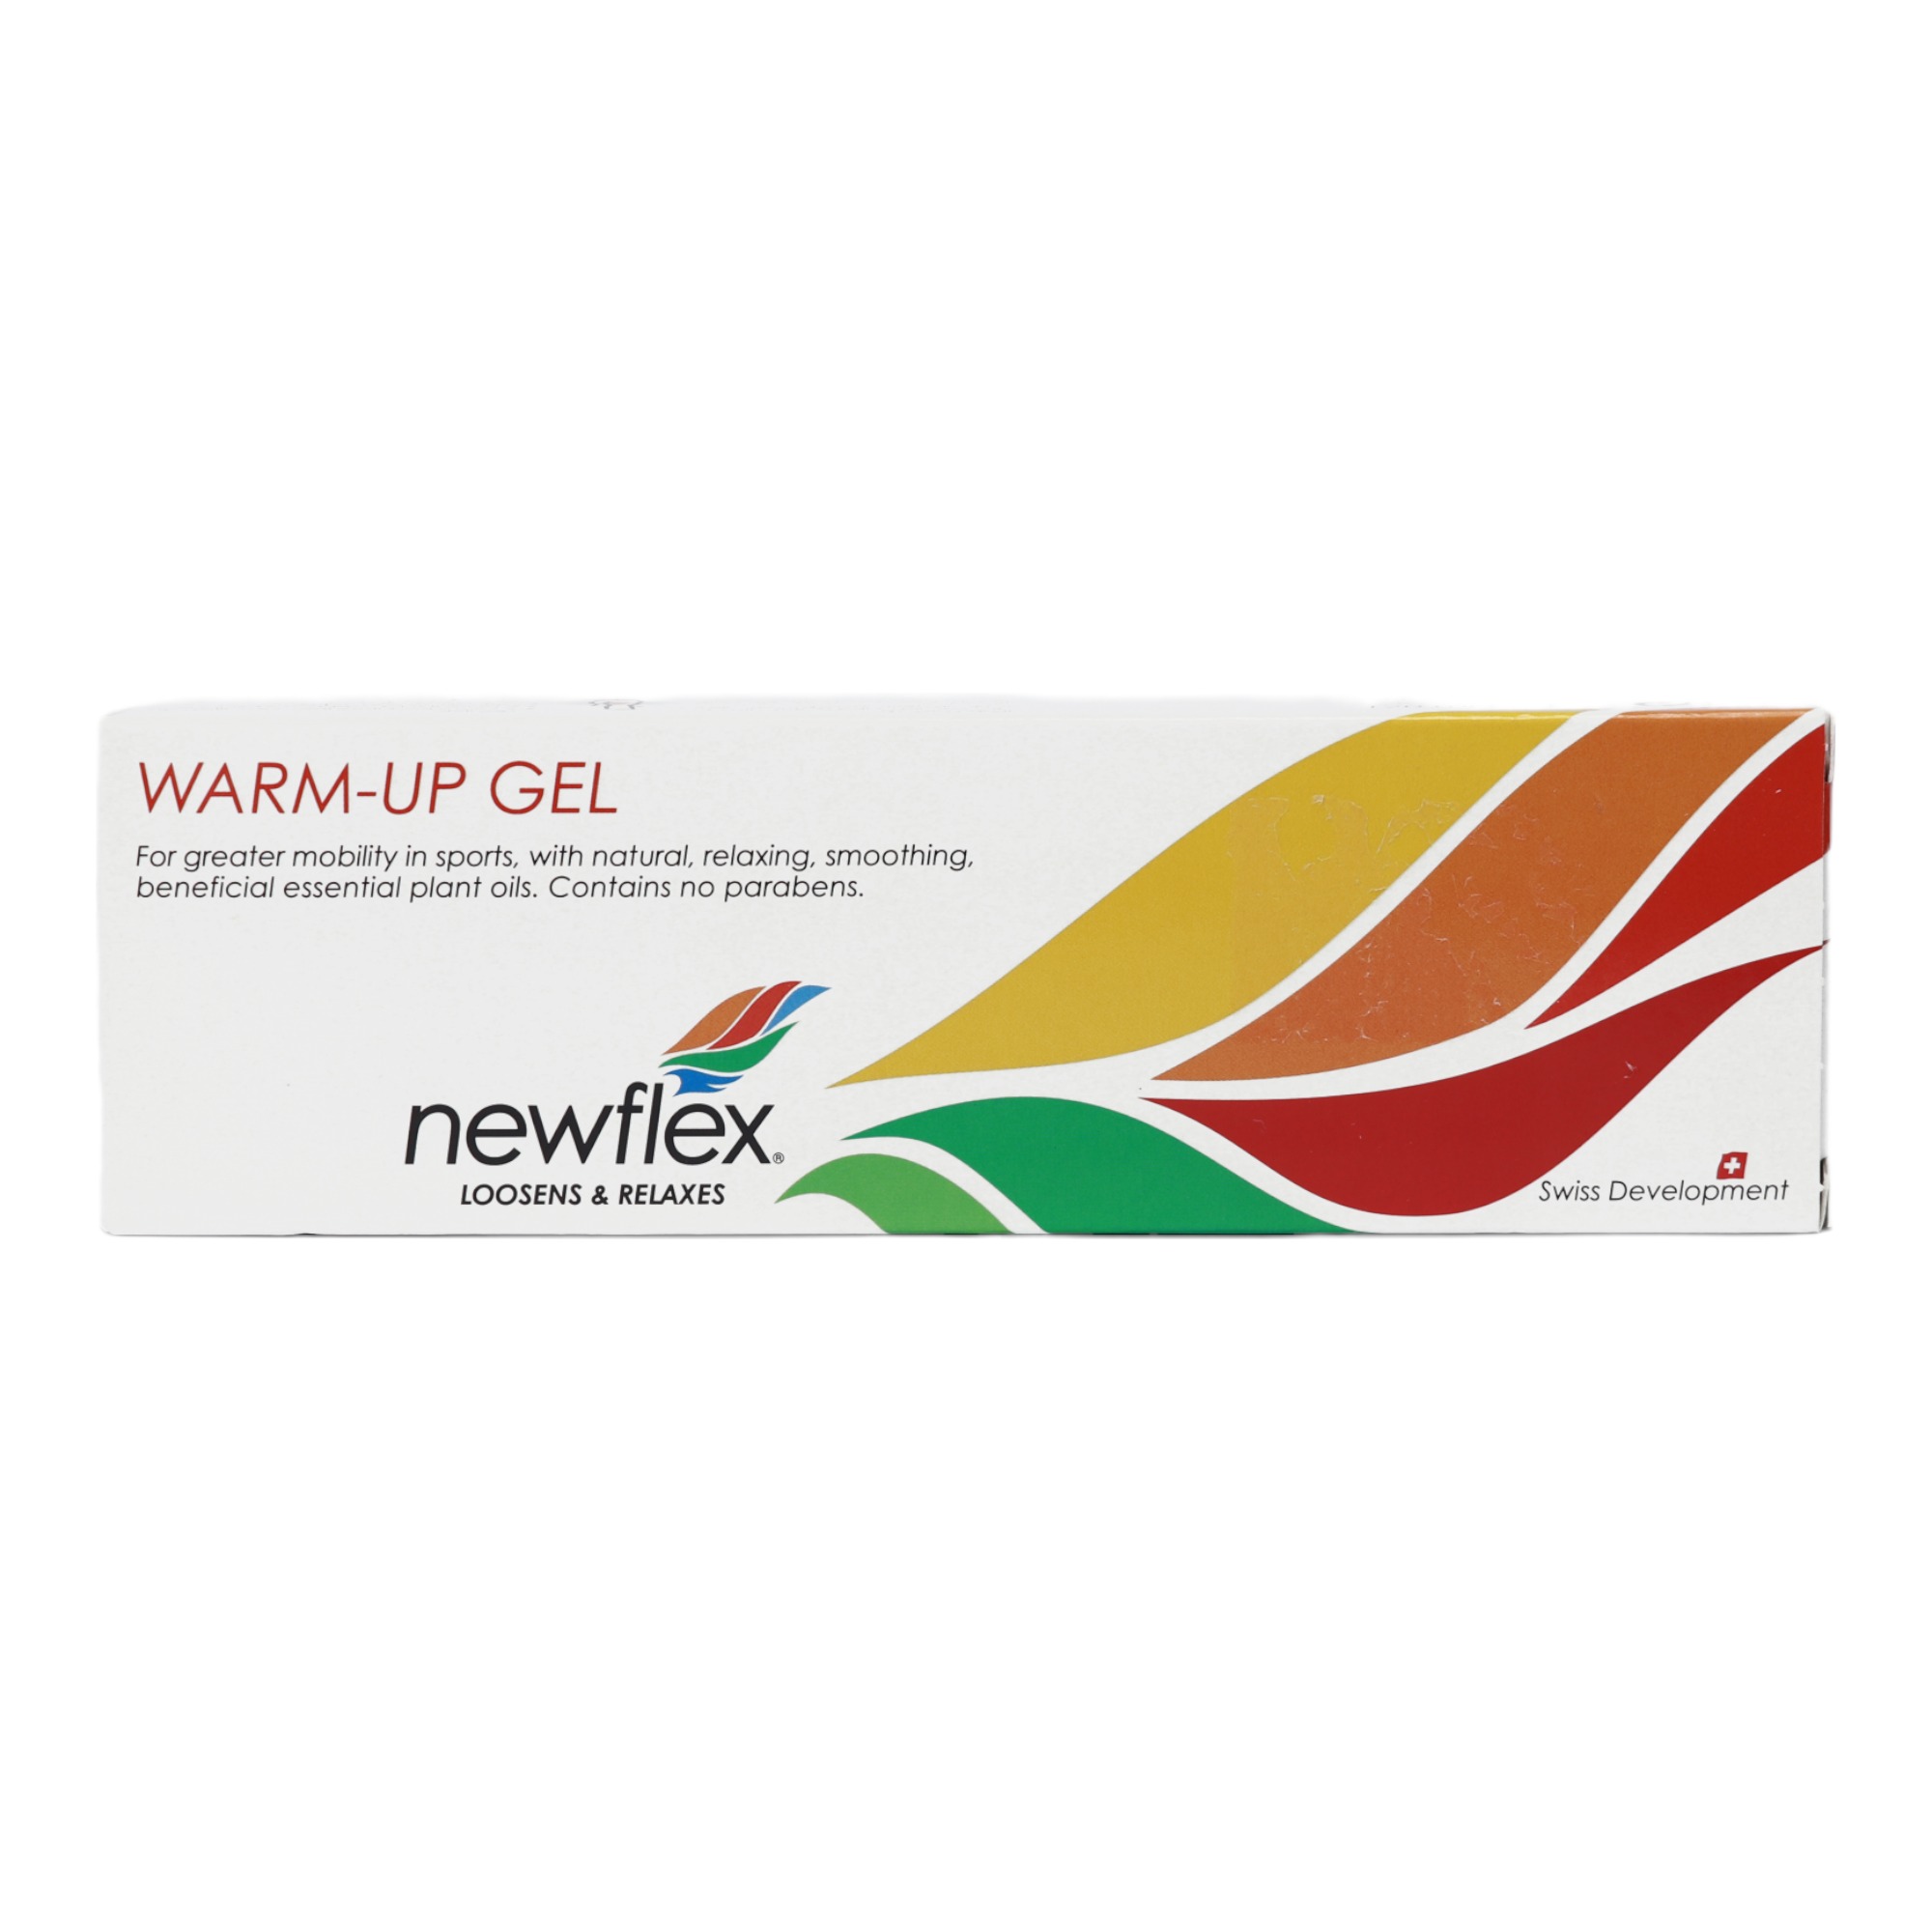 WARM-UP GEL
For greater mobility in sports, with natural, relaxing, smoothing,
beneficial essential plant oils. Contains no parabens.
newflex®
LOOSENS & RELAXES
Swiss Development